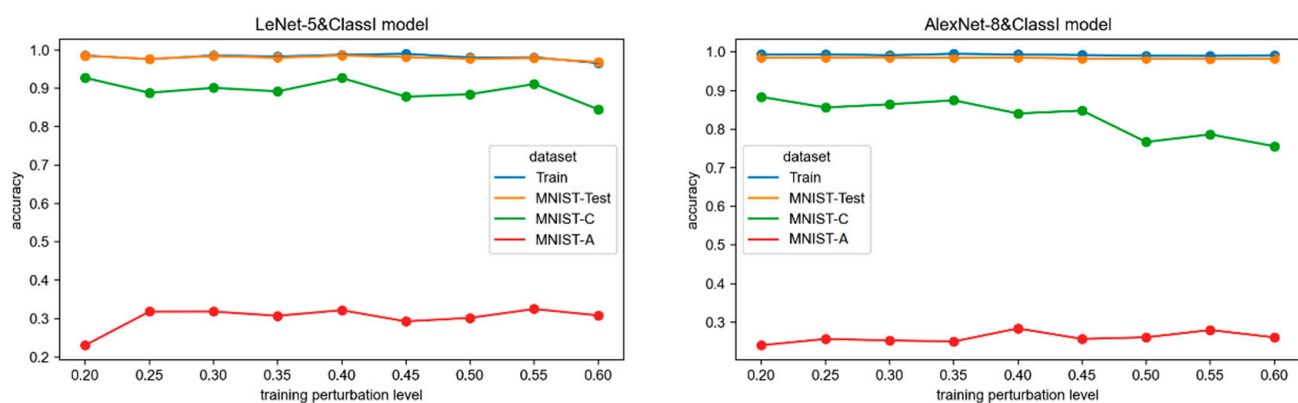 LeNet-5&ClassI model
1.0
0.9
0.8
0.7
0.6
0.5
0.4
0.3
0.2
accuracy
dataset
Train
MNIST-Test
MNIST-C
MNIST-A
0.20 0.25 0.30 0.35 0.40 0.45 0.50 0.55 0.60
training perturbation level
AlexNet-8&ClassI model
1.0
0.9
0.8
0.7
0.6
0.5
0.4
0.3
accuracy
dataset
Train
MNIST-Test
MNIST-C
MNIST-A
0.20 0.25 0.30 0.35 0.40 0.45 0.50 0.55 0.60
training perturbation level